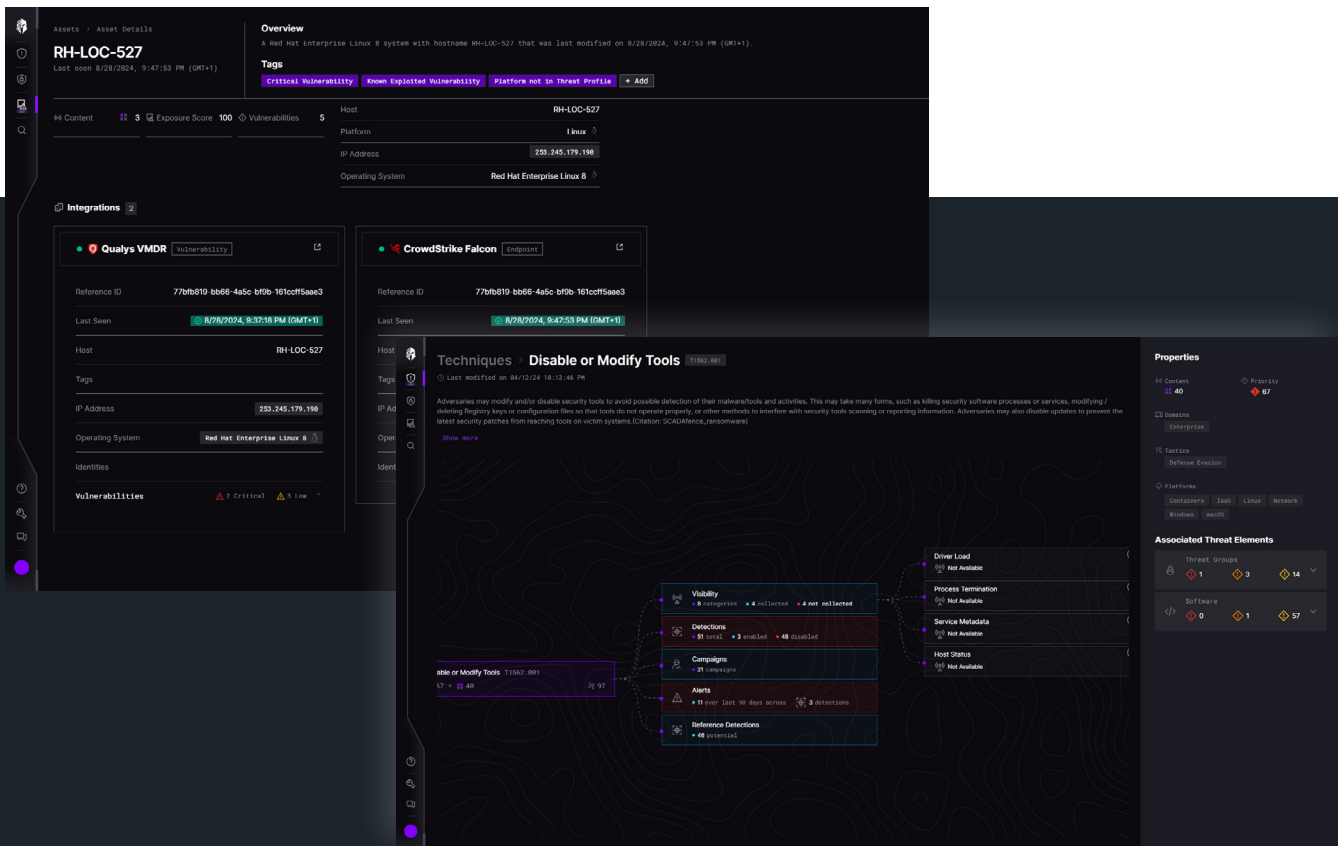 Assets > Asset Details
RH-LOC-527
Last seen 8/28/2024, 9:47:53 PM (GMT+1)
Overview
A Red Hat Enterprise Linux 8 system with hostname RH-LOC-527 that was last modified on 8/28/2024, 9:47:53 PM (GMT+1).
Tags
Critical Vulnerability Known Exploited Vulnerability Platform not in Threat Profile + Add
Content 3 Exposure Score 100 Vulnerabilities 5
Host RH-LOC-527
Platform Linux
IP Address 253.245.179.190
Operating System Red Hat Enterprise Linux 8
Integrations 2
Qualys VMDR Vulnerability
Reference ID 77bfb819-bb66-4a5c-bf9b-161ccff5aae3
Last Seen 8/28/2024, 9:37:18 PM (GMT+1)
Host RH-LOC-527
Tags
IP Address 253.245.179.190
Operating System Red Hat Enterprise Linux 8
Identities
Vulnerabilities 2 Critical 3 Low
CrowdStrike Falcon Endpoint
Reference ID 77bfb819-bb66-4a5c-bf9b-161ccff5aae3
Last Seen 8/28/2024, 9:47:53 PM (GMT+1)
Host
Tags
IP Ad
Oper
Ident
Techniques > Disable or Modify Tools T1562.001
Last modified on 04/12/24 10:13:46 PM
Adversaries may modify and/or disable security tools to avoid possible detection of their malware/tools and activities. This may take many forms, such as killing security software processes or services, modifying /
deleting Registry keys or configuration files so that tools do not operate properly, or other methods to interfere with security tools scanning or reporting information. Adversaries may also disable updates to prevent the
latest security patches from reaching tools on victim systems.(Citation: SCADAfence_ransomware)
Show more
able or Modify Tools T1562.001
67 + 40 97
Visibility
8 categories 4 collected 4 not collected
Detections
51 total 3 enabled 48 disabled
Campaigns
21 campaigns
Alerts
11 over last 90 days across 3 detections
Reference Detections
46 potential
Driver Load
Not Available
Process Termination
Not Available
Service Metadata
Not Available
Host Status
Not Available
Properties
Content Priority
40 67
Domains
Enterprise
Tactics
Defense Evasion
Platforms
Containers IaaS Linux Network
Windows macOS
Associated Threat Elements
Threat Groups
1 3 14
Software
0 1 57